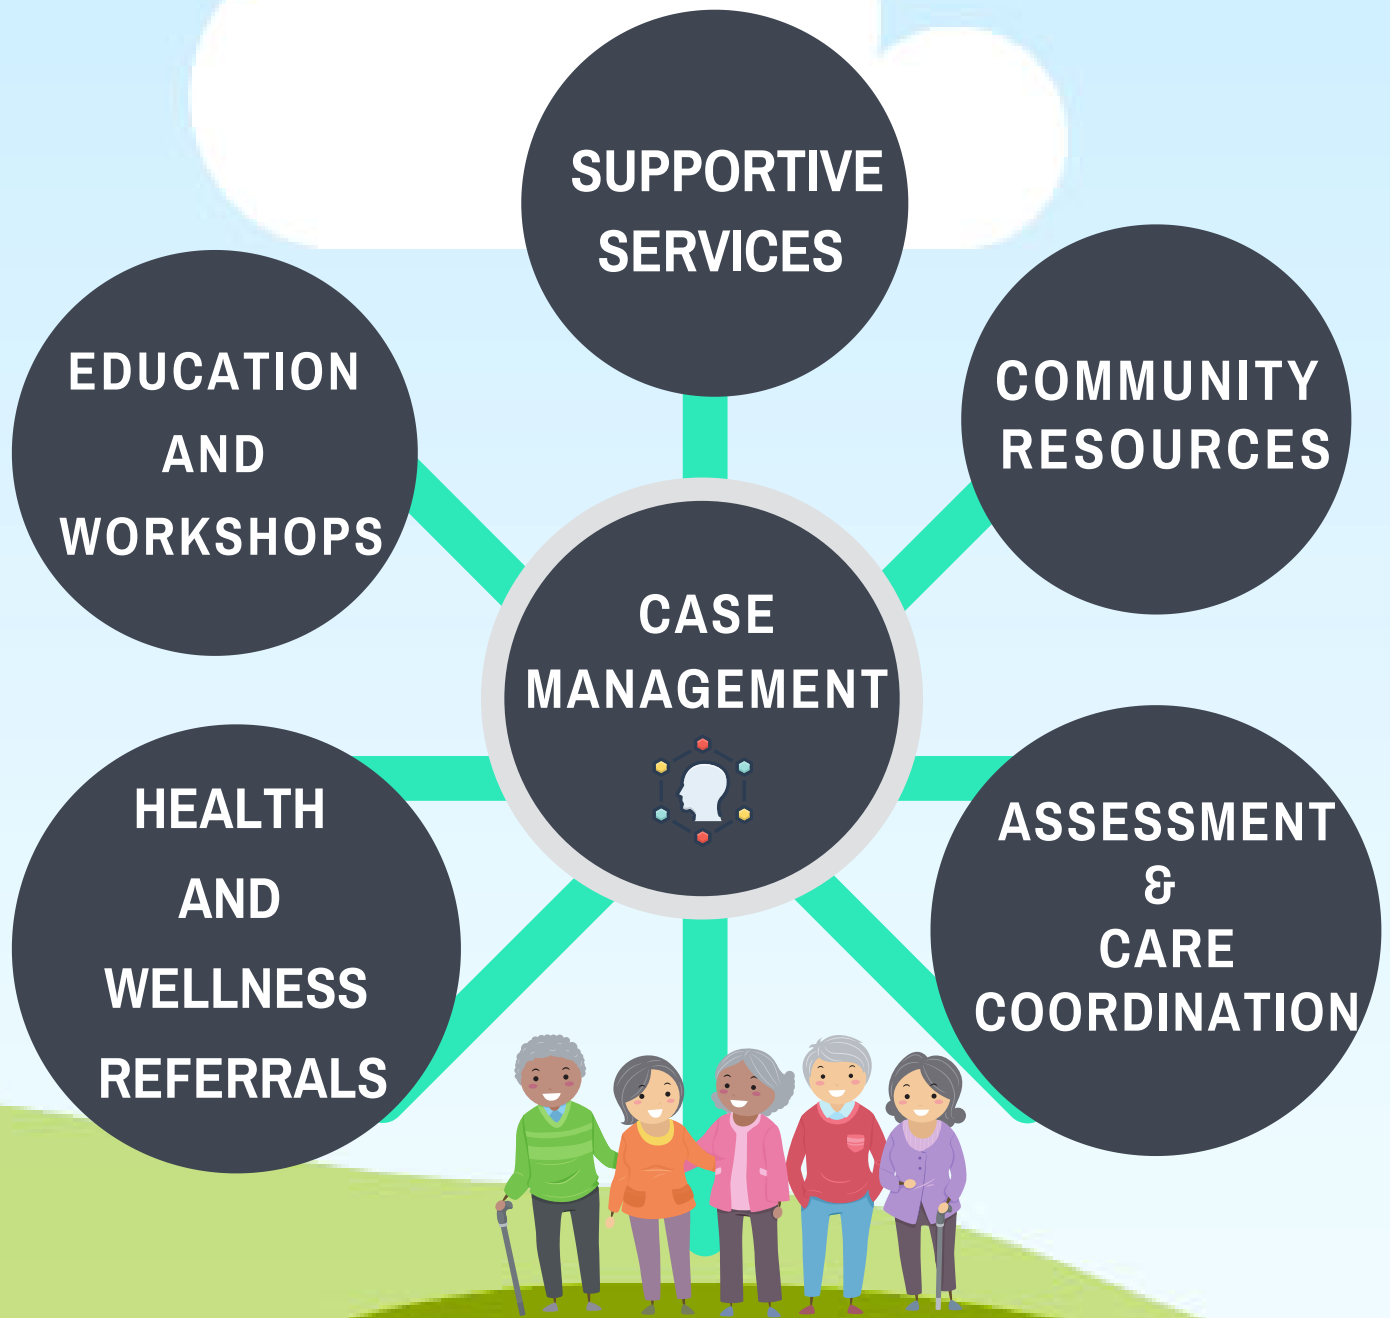 SUPPORTIVE
SERVICES
EDUCATION
AND
WORKSHOPS
COMMUNITY
RESOURCES
CASE
MANAGEMENT
HEALTH
AND
WELLNESS
REFERRALS
ASSESSMENT
&
CARE
COORDINATION